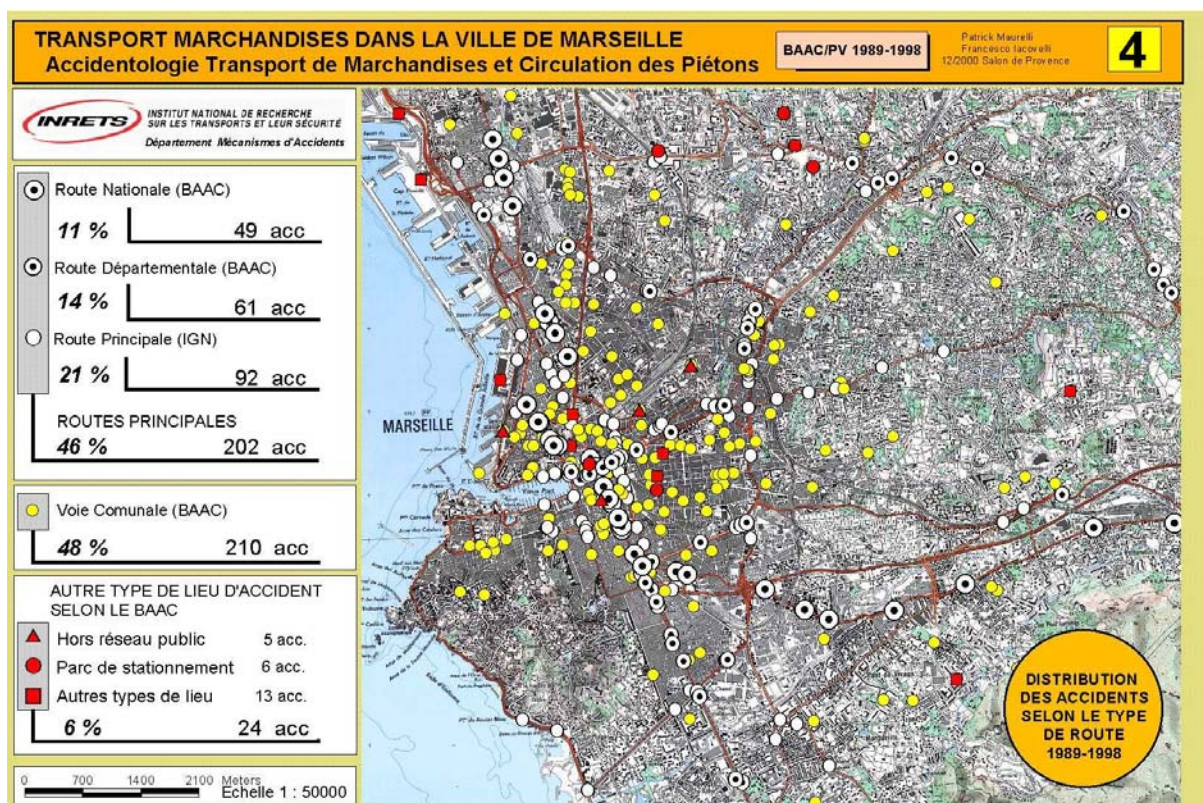 TRANSPORT MARCHANDISES DANS LA VILLE DE MARSEILLE
Accidentologie Transport de Marchandises et Circulation des Piétons
BAAC/PV 1989-1998
Patrick Maurelli
Francesco Iacovelli
12/2000 Salon de Provence
4
INRETS
INSTITUT NATIONAL DE RECHERCHE
SUR LES TRANSPORTS ET LEUR SÉCURITÉ
Département Mécanismes d'Accidents
Route Nationale (BAAC)
11 % 49 acc
Route Départementale (BAAC)
14 % 61 acc
Route Principale (IGN)
21 % 92 acc
ROUTES PRINCIPALES
46 % 202 acc
Voie Comunale (BAAC)
48 % 210 acc
AUTRE TYPE DE LIEU D'ACCIDENT
SELON LE BAAC
Hors réseau public 5 acc.
Parc de stationnement 6 acc.
Autres types de lieu 13 acc.
6 % 24 acc
0 700 1400 2100 Meters
Echelle 1 : 50000
MARSEILLE
Vieux Port
DISTRIBUTION
DES ACCIDENTS
SELON LE TYPE
DE ROUTE
1989-1998